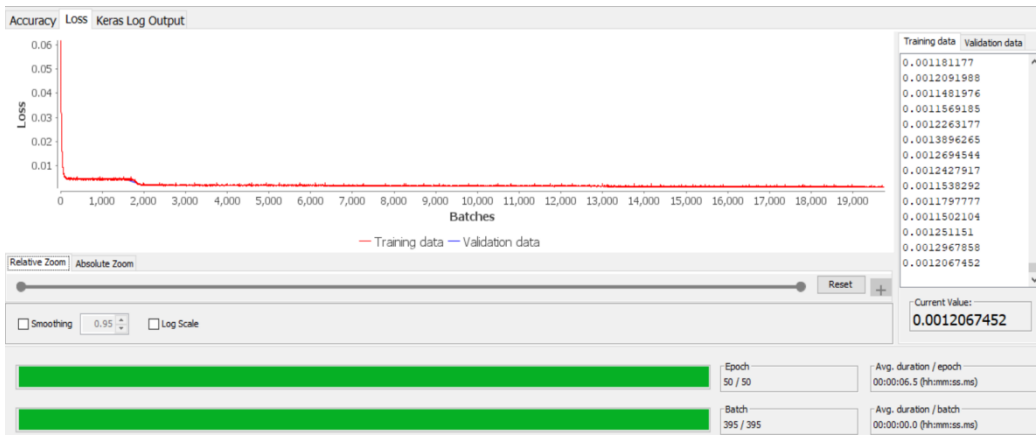 Accuracy Loss Keras Log Output
0.06
0.05
0.04
0.03
0.02
0.01
Loss
0 1,000 2,000 3,000 4,000 5,000 6,000 7,000 8,000 9,000 10,000 11,000 12,000 13,000 14,000 15,000 16,000 17,000 18,000 19,000
Batches
Training data Validation data
Training data Validation data
0.001181177
0.0012091988
0.0011481976
0.0011569185
0.0012263177
0.0013896265
0.0012694544
0.0012427917
0.0011538292
0.0011797777
0.0011502104
0.001251151
0.0012967858
0.0012067452
Relative Zoom Absolute Zoom
Reset +
Current Value:
0.0012067452
Smoothing 0.95 Log Scale
Epoch
50 / 50
Avg. duration / epoch
00:00:06.5 (hh:mm:ss.ms)
Batch
395 / 395
Avg. duration / batch
00:00:00.0 (hh:mm:ss.ms)